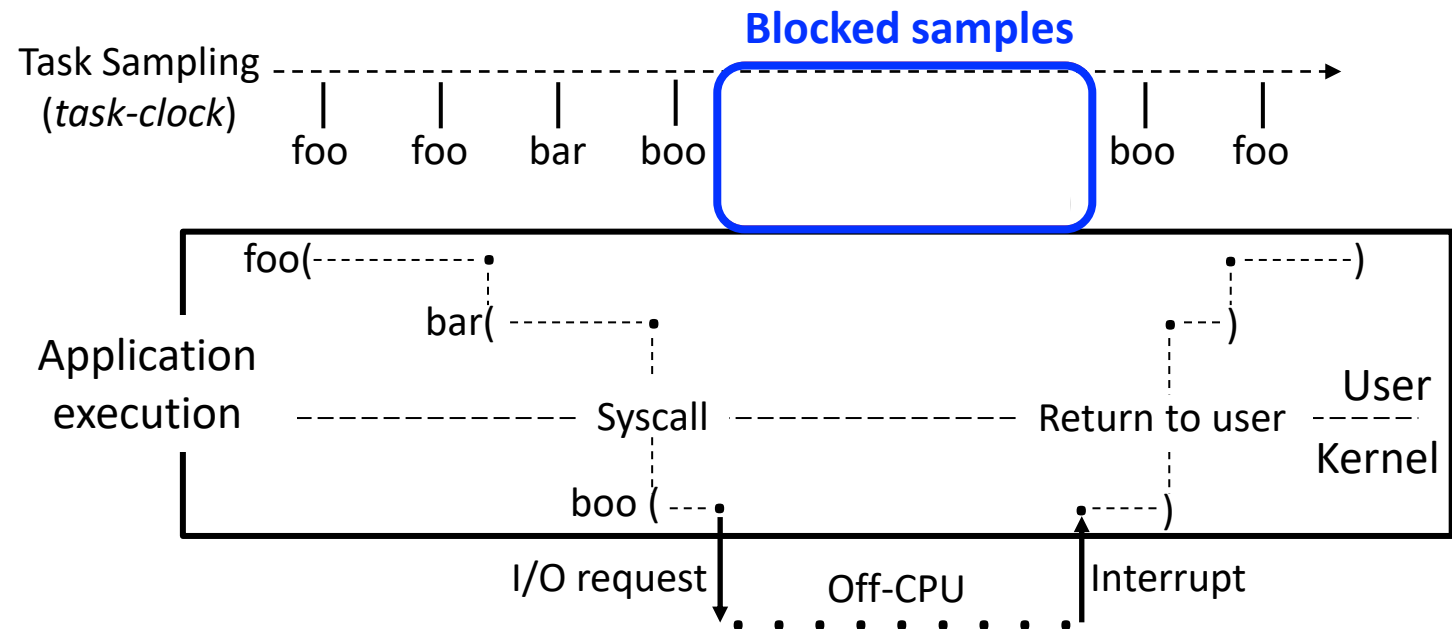 Blocked samples
Task Sampling
(task-clock)
foo foo bar boo boo foo
foo( )
bar( )
Application
execution
Syscall
Return to user
User
Kernel
boo ( )
I/O request
Off-CPU
Interrupt